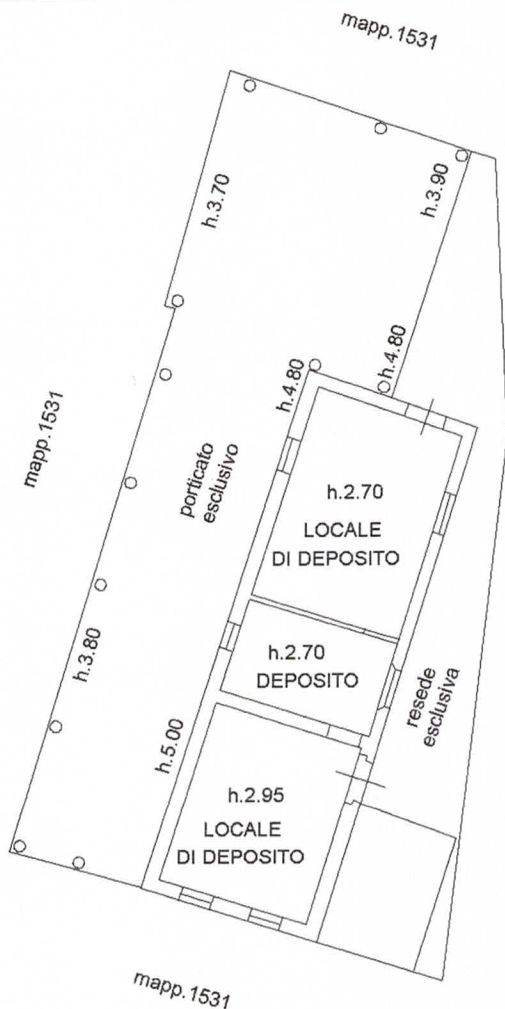 mapp.1531
h.3.70
h.3.90
h.4.80
h.4.80
mapp.1531
porticato
esclusivo
h.2.70
LOCALE
DI DEPOSITO
h.3.80
h.2.70
DEPOSITO
resede
esclusiva
h.5.00
h.2.95
LOCALE
DI DEPOSITO
mapp.1531